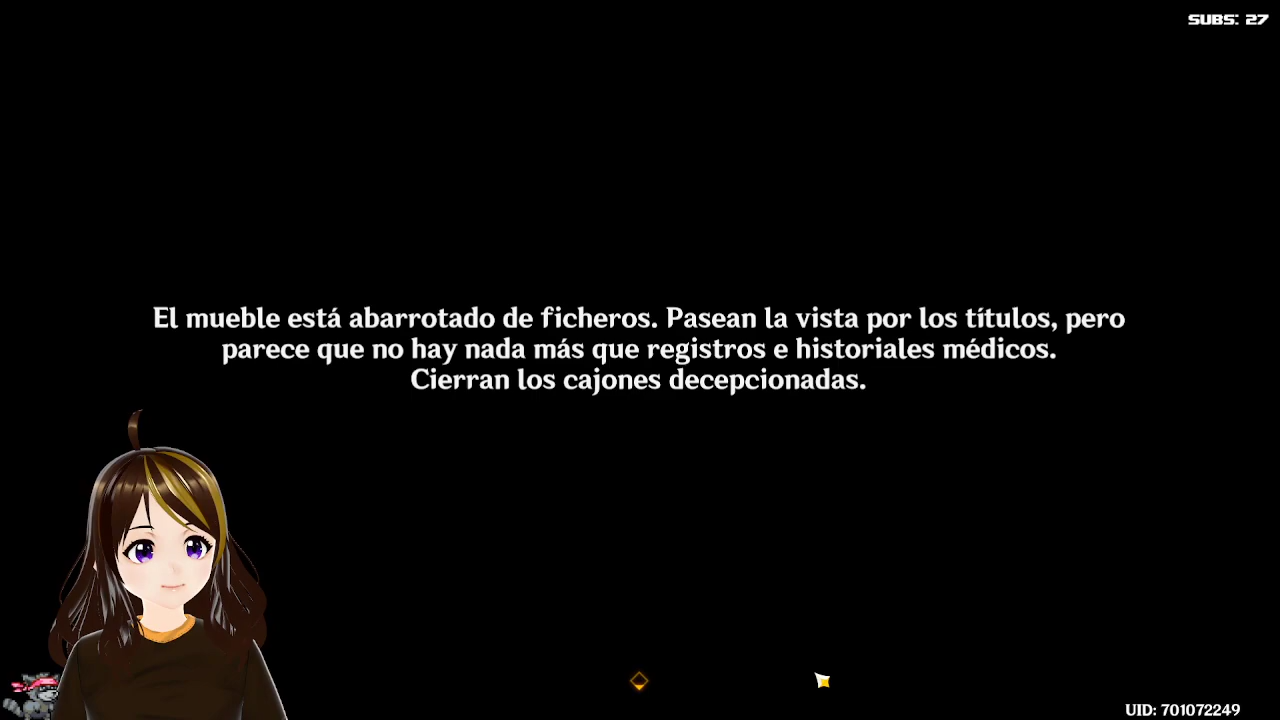 SUBS: 27
El mueble está abarrotado de ficheros. Pasean la vista por los títulos, pero
parece que no hay nada más que registros e historiales médicos.
Cierran los cajones decepcionadas.
UID: 701072249